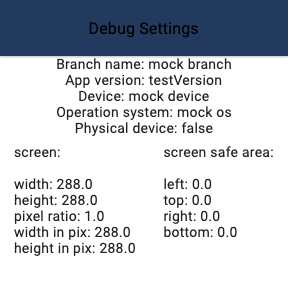 Debug Settings
Branch name: mock branch
App version: testVersion
Device: mock device
Operation system: mock os
Physical device: false
screen:
width: 288.0
height: 288.0
pixel ratio: 1.0
width in pix: 288.0
height in pix: 288.0
screen safe area:
left: 0.0
top: 0.0
right: 0.0
bottom: 0.0